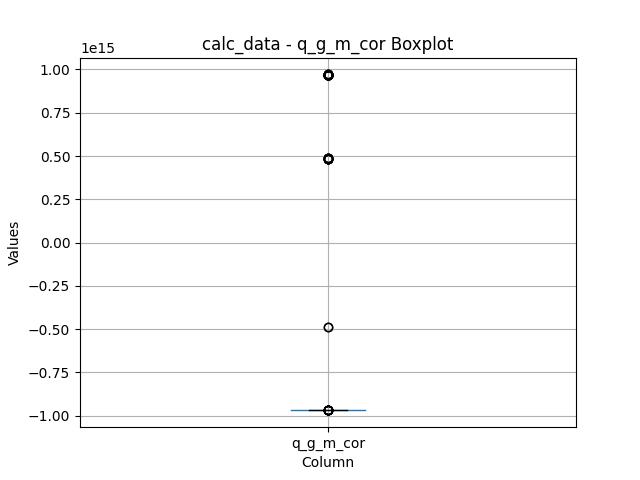 calc_data - q_g_m_cor Boxplot
1e15
1.00
0.75
0.50
0.25
0.00
−0.25
−0.50
−0.75
−1.00
Values
q_g_m_cor
Column